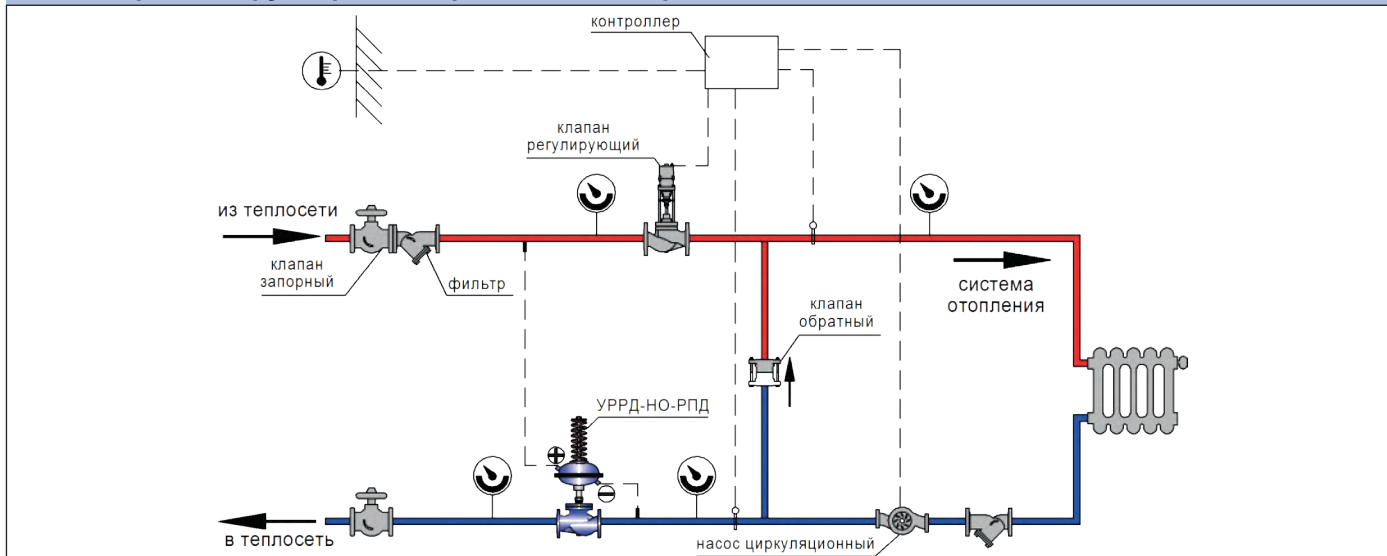 контроллер
клапан
регулирующий
из теплосети
клапан
запорный
фильтр
система
отопления
клапан
обратный
УРРД-НО-РПД
в теплосеть
насос циркуляционный